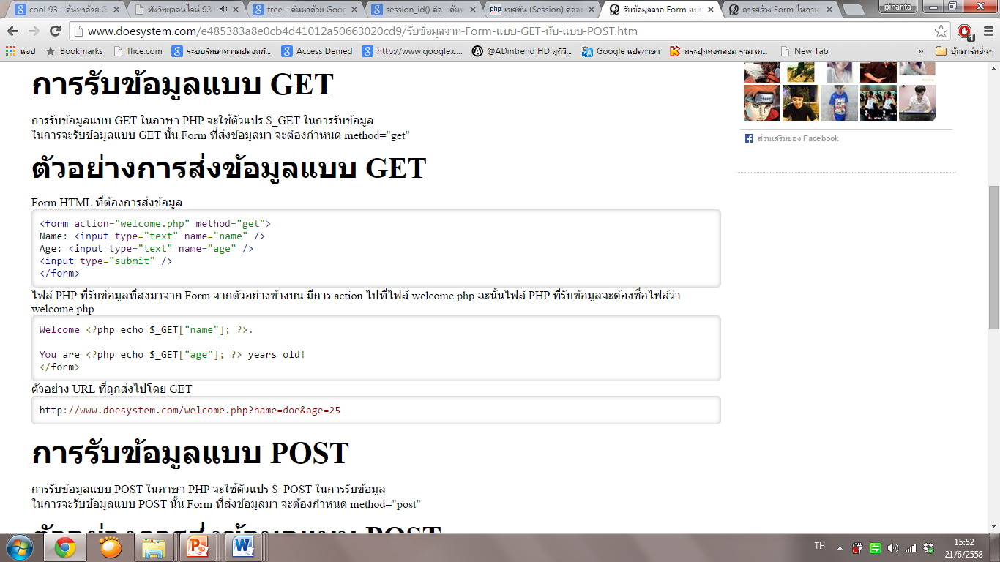 cool 93 - ค้นหาด้วย G
ฟังวิทยุออนไลน์ 93
tree - ค้นหาด้วย Goo
session_id() คือ - ค้นห
เซสชัน (Session) คืออะ
รับข้อมูลจาก Form แบบ
การสร้าง Form ในภาษ
pinanta
www.doesystem.com/e485383a8e0cb4d41012a50663020cd9/รับข้อมูลจาก-Form-แบบ-GET-กับ-แบบ-POST.htm
แอป
Bookmarks
ffice.com
ระบบรักษาความปลอดภั...
Access Denied
http://www.google.c...
@ADintrend HD ดูทีวี...
Google แปลภาษา
กระปุกดอทคอม รวม เก...
New Tab
»
บุ๊กมาร์กอื่นๆ
การรับข้อมูลแบบ GET
การรับข้อมูลแบบ GET ในภาษา PHP จะใช้ตัวแปร $_GET ในการรับข้อมูล
ในการจะรับข้อมูลแบบ GET นั้น Form ที่ส่งข้อมูลมา จะต้องกำหนด method="get"
ส่วนเสริมของ Facebook
ตัวอย่างการส่งข้อมูลแบบ GET
Form HTML ที่ต้องการส่งข้อมูล
<form action="welcome.php" method="get">
Name: <input type="text" name="name" />
Age: <input type="text" name="age" />
<input type="submit" />
</form>
ไฟล์ PHP ที่รับข้อมูลที่ส่งมาจาก Form จากตัวอย่างข้างบน มีการ action ไปที่ไฟล์ welcome.php ฉะนั้นไฟล์ PHP ที่รับข้อมูลจะต้องชื่อไฟล์ว่า
welcome.php
Welcome <?php echo $_GET["name"]; ?>.
You are <?php echo $_GET["age"]; ?> years old!
</form>
ตัวอย่าง URL ที่ถูกส่งไปโดย GET
http://www.doesystem.com/welcome.php?name=doe&age=25
การรับข้อมูลแบบ POST
การรับข้อมูลแบบ POST ในภาษา PHP จะใช้ตัวแปร $_POST ในการรับข้อมูล
ในการจะรับข้อมูลแบบ POST นั้น Form ที่ส่งข้อมูลมา จะต้องกำหนด method="post"
ตัวอย่างการส่งข้อมูลแบบ POST
TH
15:52
21/6/2558